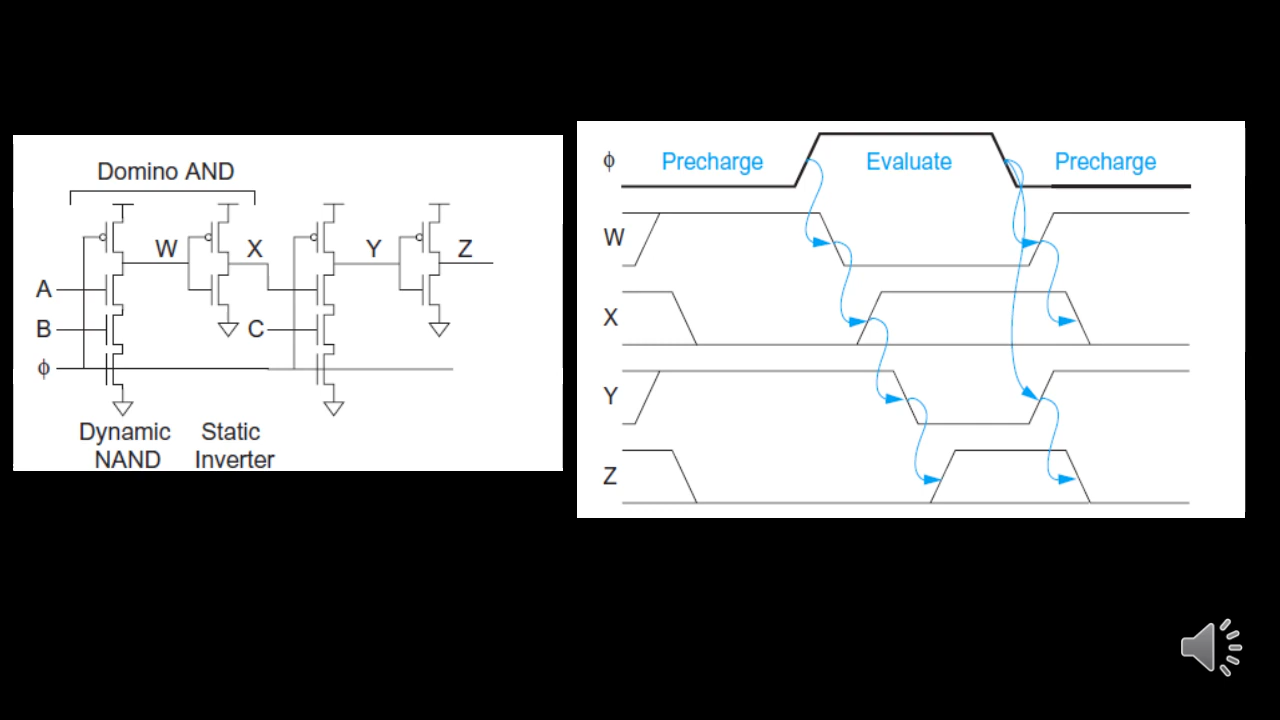 Domino AND
W
X
Y
Z
A
B
C
ϕ
Dynamic
NAND
Static
Inverter
ϕ
Precharge
Evaluate
Precharge
W
X
Y
Z